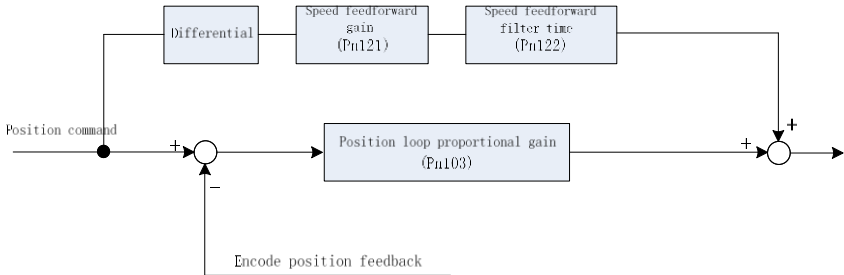 Differential
Speed feedforward
gain
(Pn121)
Speed feedforward
filter time
(Pn122)
Position command
+
+
Position loop proportional gain
(Pn103)
+
−
Encode position feedback